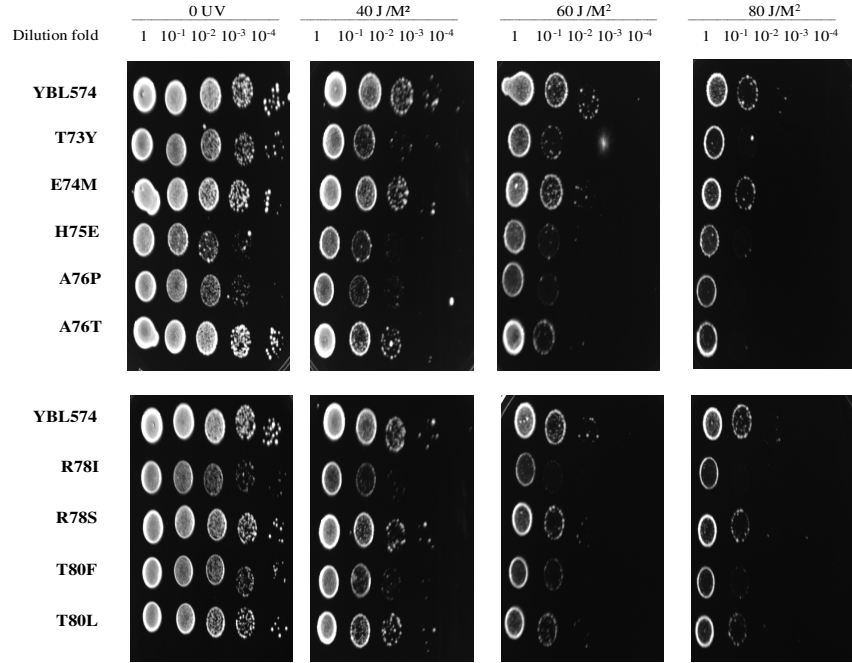 0 UV 40 J /M² 60 J /M² 80 J/M²
Dilution fold 1 10⁻¹ 10⁻² 10⁻³ 10⁻⁴ 1 10⁻¹ 10⁻² 10⁻³ 10⁻⁴ 1 10⁻¹ 10⁻² 10⁻³ 10⁻⁴ 1 10⁻¹ 10⁻² 10⁻³ 10⁻⁴
YBL574
T73Y
E74M
H75E
A76P
A76T
YBL574
R78I
R78S
T80F
T80L